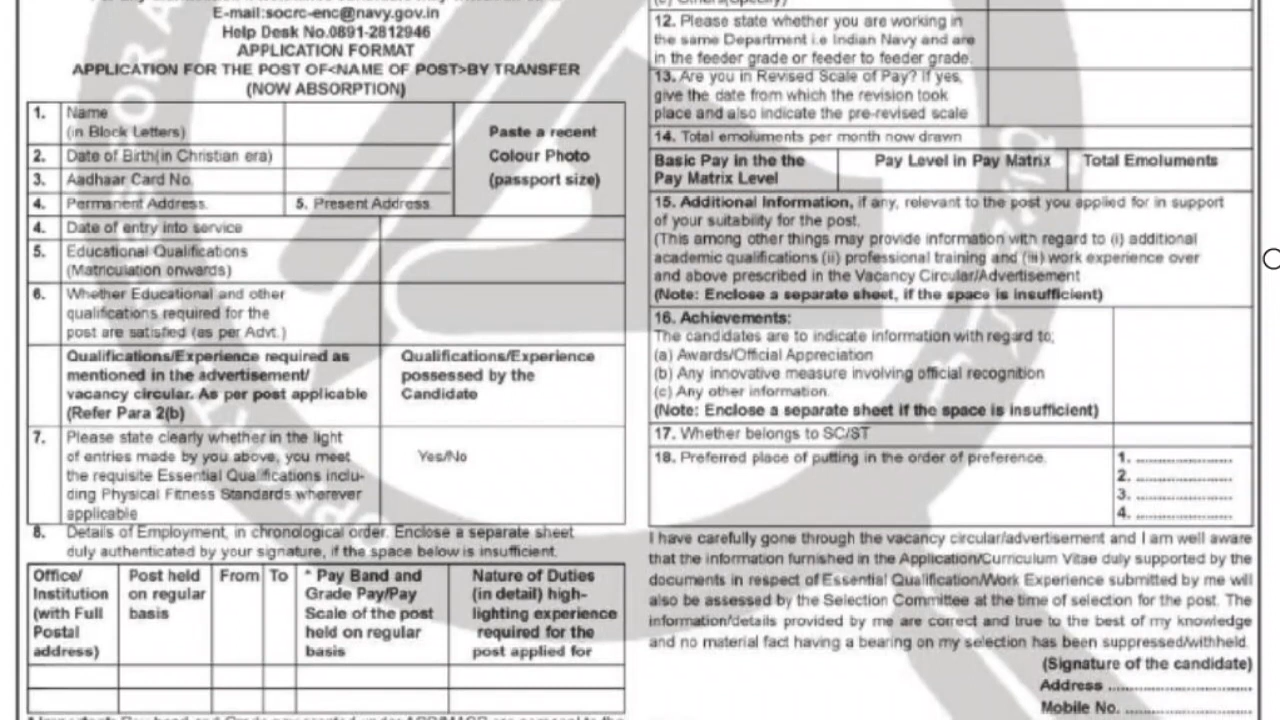 E-mail:socrc-enc@navy.gov.in
Help Desk No.0891-2812946
APPLICATION FORMAT
APPLICATION FOR THE POST OF<NAME OF POST>BY TRANSFER
(NOW ABSORPTION)
1. Name
(in Block Letters)
Paste a recent
Colour Photo
(passport size)
2. Date of Birth(in Christian era)
3. Aadhaar Card No.
4. Permanent Address. 5. Present Address.
4. Date of entry into service
5. Educational Qualifications
(Matriculation onwards)
6. Whether Educational and other
qualifications required for the
post are satisfied (as per Advt.)
Qualifications/Experience required as
mentioned in the advertisement/
vacancy circular. As per post applicable
(Refer Para 2(b)
Qualifications/Experience
possessed by the
Candidate
7. Please state clearly whether in the light
of entries made by you above, you meet
the requisite Essential Qualifications inclu-
ding Physical Fitness Standards wherever
applicable
Yes/No
8. Details of Employment, in chronological order. Enclose a separate sheet
duly authenticated by your signature, if the space below is insufficient.
Office/
Institution
(with Full
Postal
address)
Post held
on regular
basis
From
To
* Pay Band and
Grade Pay/Pay
Scale of the post
held on regular
basis
Nature of Duties
(in detail) high-
lighting experience
required for the
post applied for
12. Please state whether you are working in
the same Department i.e Indian Navy and are
in the feeder grade or feeder to feeder grade.
13. Are you in Revised Scale of Pay? If yes,
give the date from which the revision took
place and also indicate the pre-revised scale
14. Total emoluments per month now drawn
Basic Pay in the the
Pay Matrix Level
Pay Level in Pay Matrix
Total Emoluments
15. Additional Information, if any, relevant to the post you applied for in support
of your suitability for the post.
(This among other things may provide information with regard to (i) additional
academic qualifications (ii) professional training and (iii) work experience over
and above prescribed in the Vacancy Circular/Advertisement
(Note: Enclose a separate sheet, if the space is insufficient)
16. Achievements:
The candidates are to indicate information with regard to;
(a) Awards/Official Appreciation
(b) Any innovative measure involving official recognition
(c) Any other information.
(Note: Enclose a separate sheet if the space is insufficient)
17. Whether belongs to SC/ST
18. Preferred place of putting in the order of preference.
1. ........................
2. ........................
3. ........................
4. ........................
I have carefully gone through the vacancy circular/advertisement and I am well aware
that the information furnished in the Application/Curriculum Vitae duly supported by the
documents in respect of Essential Qualification/Work Experience submitted by me will
also be assessed by the Selection Committee at the time of selection for the post. The
information/details provided by me are correct and true to the best of my knowledge
and no material fact having a bearing on my selection has been suppressed/withheld.
(Signature of the candidate)
Address ........................
Mobile No. ........................